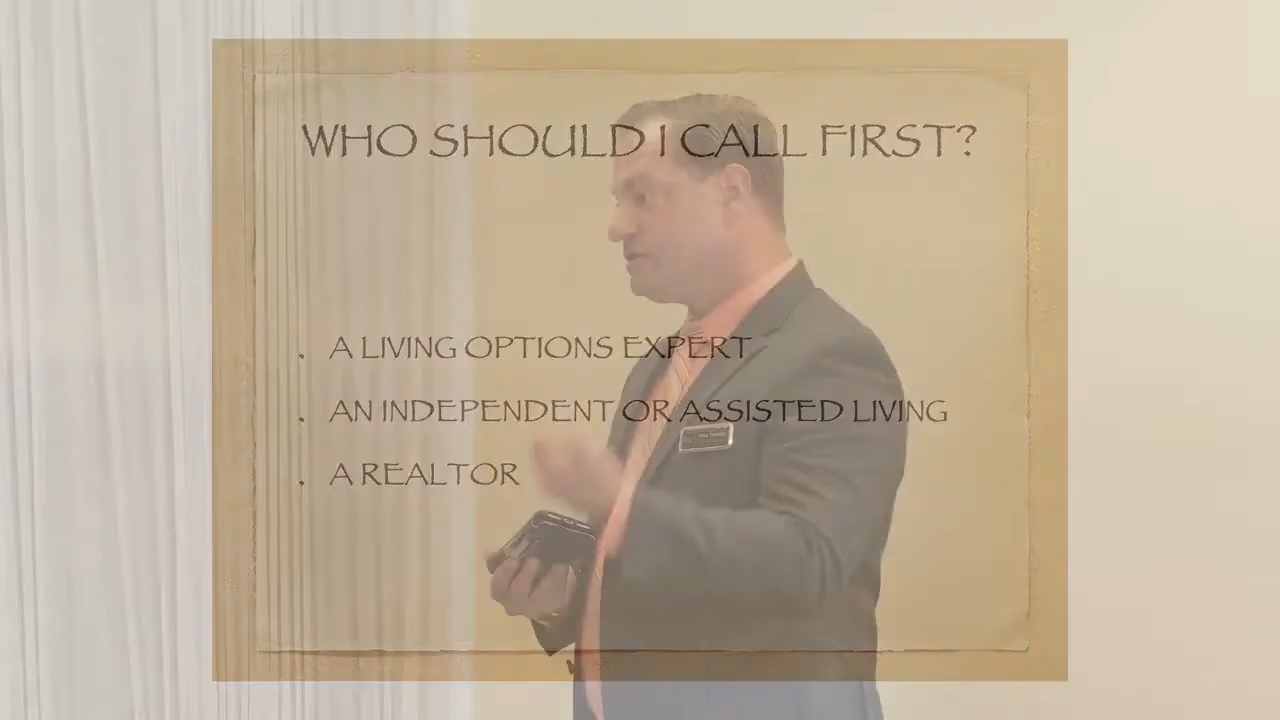 WHO SHOULD I CALL FIRST?
. A LIVING OPTIONS EXPERT
. AN INDEPENDENT OR ASSISTED LIVING
. A REALTOR